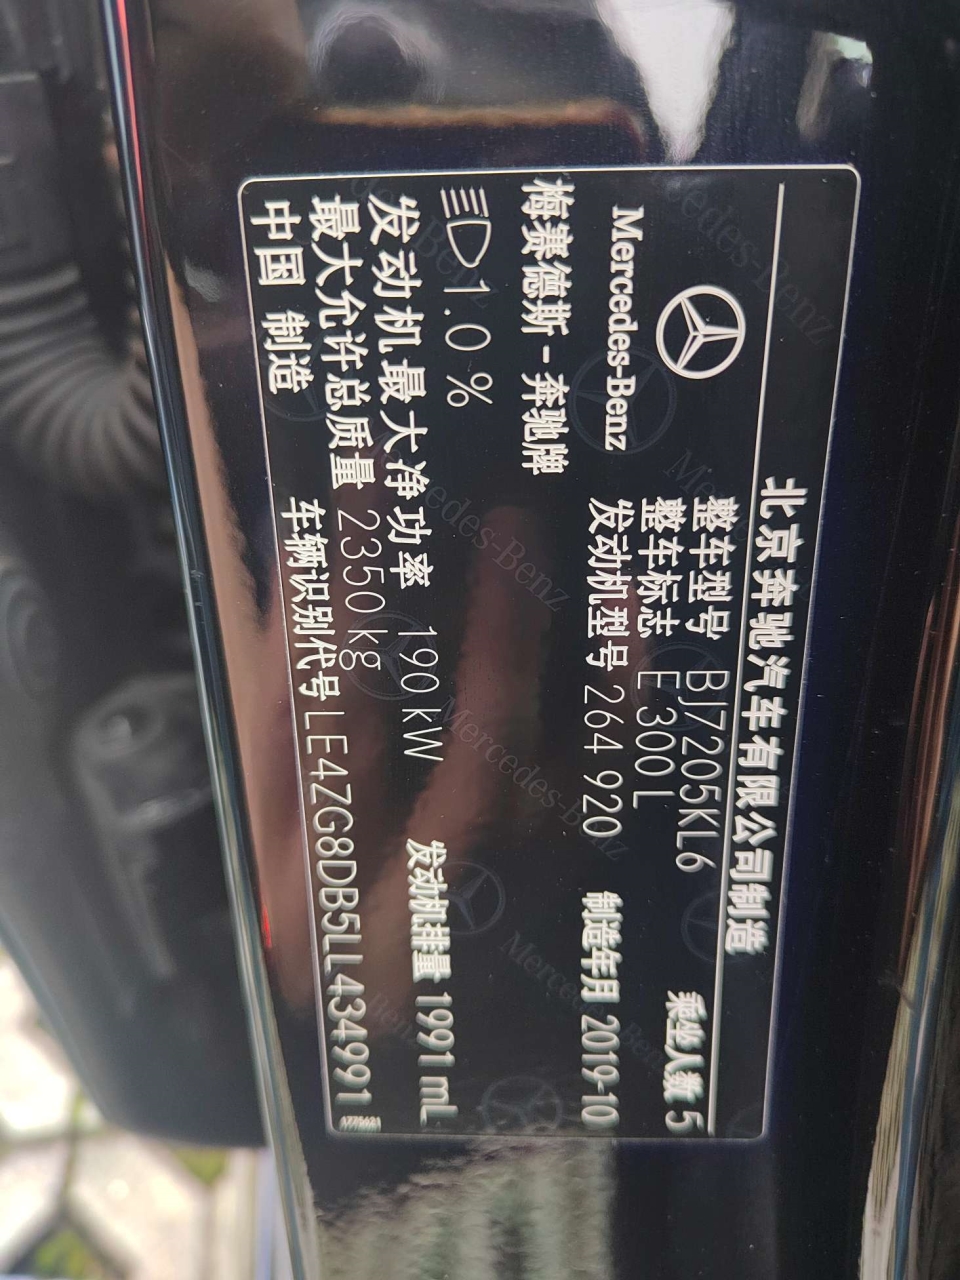 北京奔驰汽车有限公司制造
Mercedes-Benz
整车型号 BJ7205KL6
整车标志 E 300 L
乘坐人数 5
梅赛德斯-奔驰牌
发动机型号 264 920
制造年月 2019-10
1.0 %
发动机最大净功率 190 kW
发动机排量 1991 mL
最大允许总质量 2350 kg
中国 制造
车辆识别代号 LE4ZG8DB5LL434991